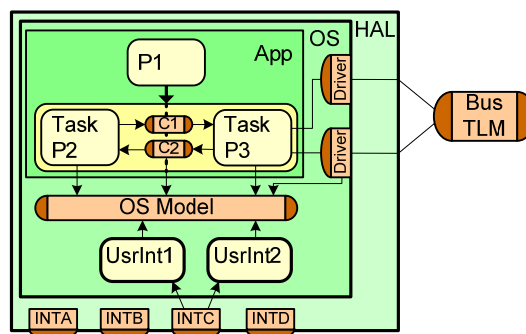 HAL
OS
App
P1
Driver
Bus
TLM
C1
Task
P2
Task
P3
C2
Driver
OS Model
UsrInt1
UsrInt2
INTA
INTB
INTC
INTD